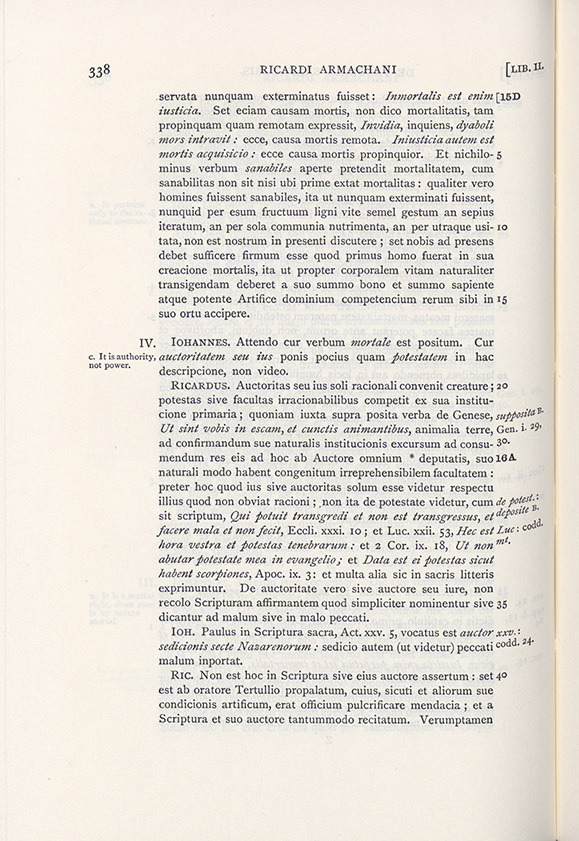 338 RICARDI ARMACHANI [LIB. II.
servata nunquam exterminatus fuisset: Inmortalis est enim [15D
iusticia. Set eciam causam mortis, non dico mortalitatis, tam
propinquam quam remotam expressit, Invidia, inquiens, dyaboli
mors intravit: ecce, causa mortis remota. Iniusticia autem est
mortis acquisicio: ecce causa mortis propinquior. Et nichilo- 5
minus verbum sanabiles aperte pretendit mortalitatem, cum
sanabilitas non sit nisi ubi prime extat mortalitas: qualiter vero
homines fuissent sanabiles, ita ut nunquam exterminati fuissent,
nunquid per esum fructuum ligni vite semel gestum an sepius
iteratum, an per sola communia nutrimenta, an per utraque usi- 10
tata, non est nostrum in presenti discutere; set nobis ad presens
debet sufficere firmum esse quod primus homo fuerat in sua
creacione mortalis, ita ut propter corporalem vitam naturaliter
transigendam deberet a suo summo bono et summo sapiente
atque potente Artifice dominium competencium rerum sibi in 15
suo ortu accipere.
IV. IOHANNES. Attendo cur verbum mortale est positum. Cur
c. It is authority, auctoritatem seu ius ponis pocius quam potestatem in hac
not power. descripcione, non video.
RICARDUS. Auctoritas seu ius soli racionali convenit creature; 20
potestas sive facultas irracionabilibus competit ex sua institu-
cione primaria; quoniam iuxta supra posita verba de Genese, supposita B.
Ut sint vobis in escam, et cunctis animantibus, animalia terre, Gen. i. 29,
ad confirmandum sue naturalis institucionis excursum ad consu- 30.
mendum res eis ad hoc ab Auctore omnium * deputatis, suo 16A
naturali modo habent congenitum irreprehensibilem facultatem:
preter hoc quod ius sive auctoritas solum esse videtur respectu
illius quod non obviat racioni; non ita de potestate videtur, cum de potest.:
sit scriptum, Qui potuit transgredi et non est transgressus, et deposite B.
facere mala et non fecit, Eccli. xxxi. 10; et Luc. xxii. 53, Hec est Luc: codd.
hora vestra et potestas tenebrarum: et 2 Cor. ix. 18, Ut non mt.
abutar potestate mea in evangelio; et Data est ei potestas sicut
habent scorpiones, Apoc. ix. 3: et multa alia sic in sacris litteris
exprimuntur. De auctoritate vero sive auctore seu iure, non
recolo Scripturam affirmantem quod simpliciter nominentur sive 35
dicantur ad malum sive in malo peccati.
IOH. Paulus in Scriptura sacra, Act. xxv. 5, vocatus est auctor xxv.:
sedicionis secte Nazarenorum: sedicio autem (ut videtur) peccati codd. 24.
malum inportat.
RIC. Non est hoc in Scriptura sive eius auctore assertum: set 40
est ab oratore Tertullio propalatum, cuius, sicuti et aliorum sue
condicionis artificum, erat officium pulcrificare mendacia; et a
Scriptura et suo auctore tantummodo recitatum. Verumptamen